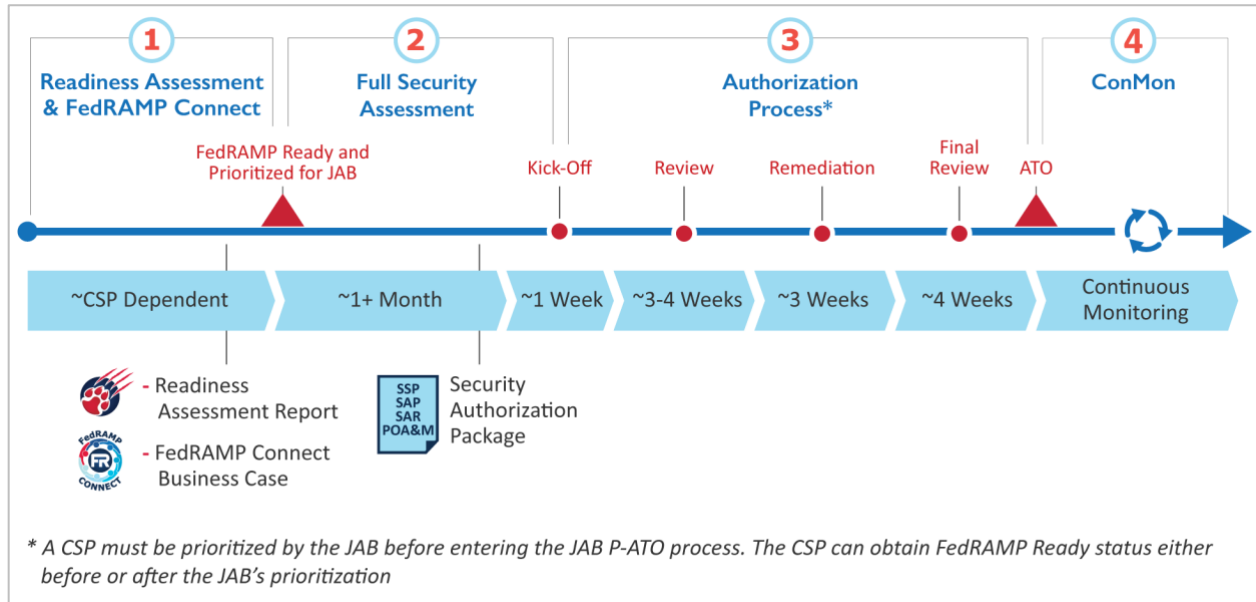 1
2
3
4
Readiness Assessment
& FedRAMP Connect
Full Security
Assessment
Authorization
Process*
ConMon
FedRAMP Ready and
Prioritized for JAB
Kick-Off
Review
Remediation
Final
Review
ATO
~CSP Dependent
~1+ Month
~1 Week
~3-4 Weeks
~3 Weeks
~4 Weeks
Continuous
Monitoring
- Readiness
Assessment Report
FedRAMP
FR
CONNECT
- FedRAMP Connect
Business Case
SSP
SAP
SAR
POA&M
Security
Authorization
Package
* A CSP must be prioritized by the JAB before entering the JAB P-ATO process. The CSP can obtain FedRAMP Ready status either
before or after the JAB's prioritization